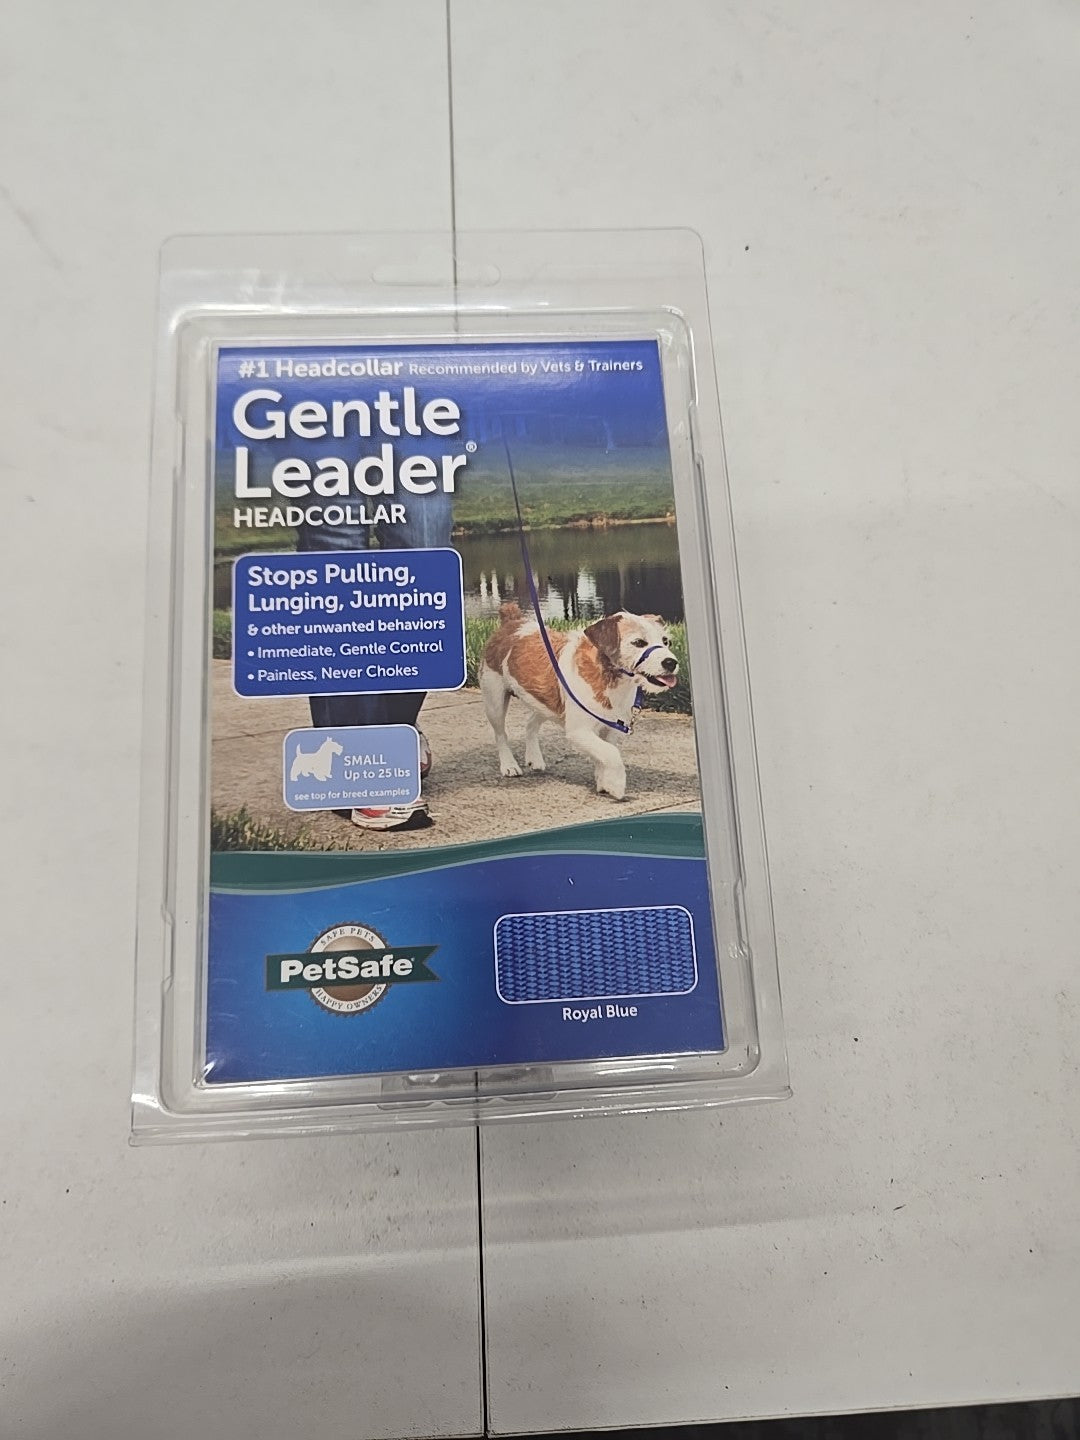 #1 Headcollar Recommended by Vets & Trainers
Gentle
Leader®
HEADCOLLAR
Stops Pulling,
Lunging, Jumping
& other unwanted behaviors
• Immediate, Gentle Control
• Painless, Never Chokes
SMALL
Up to 25 lbs
see top for breed examples
SAFE PETS
PetSafe®
HAPPY OWNERS
Royal Blue